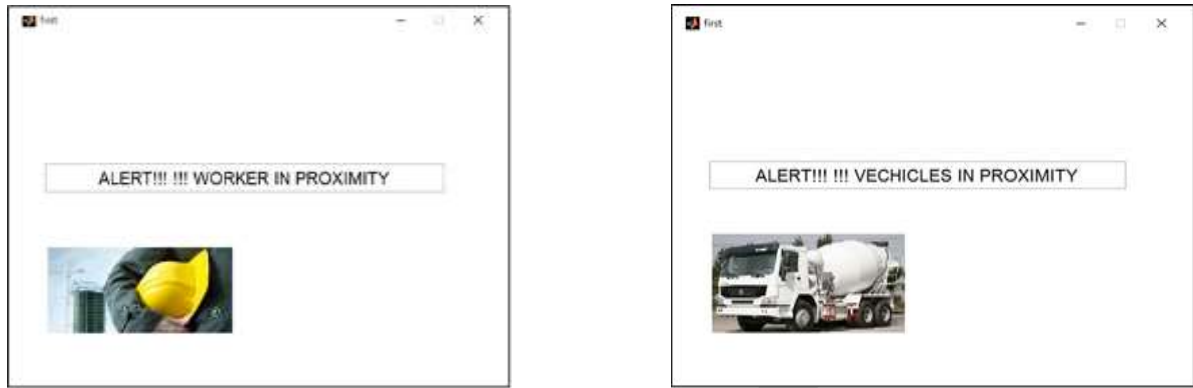 first
ALERT!!! !!! WORKER IN PROXIMITY
first
ALERT!!! !!! VECHICLES IN PROXIMITY